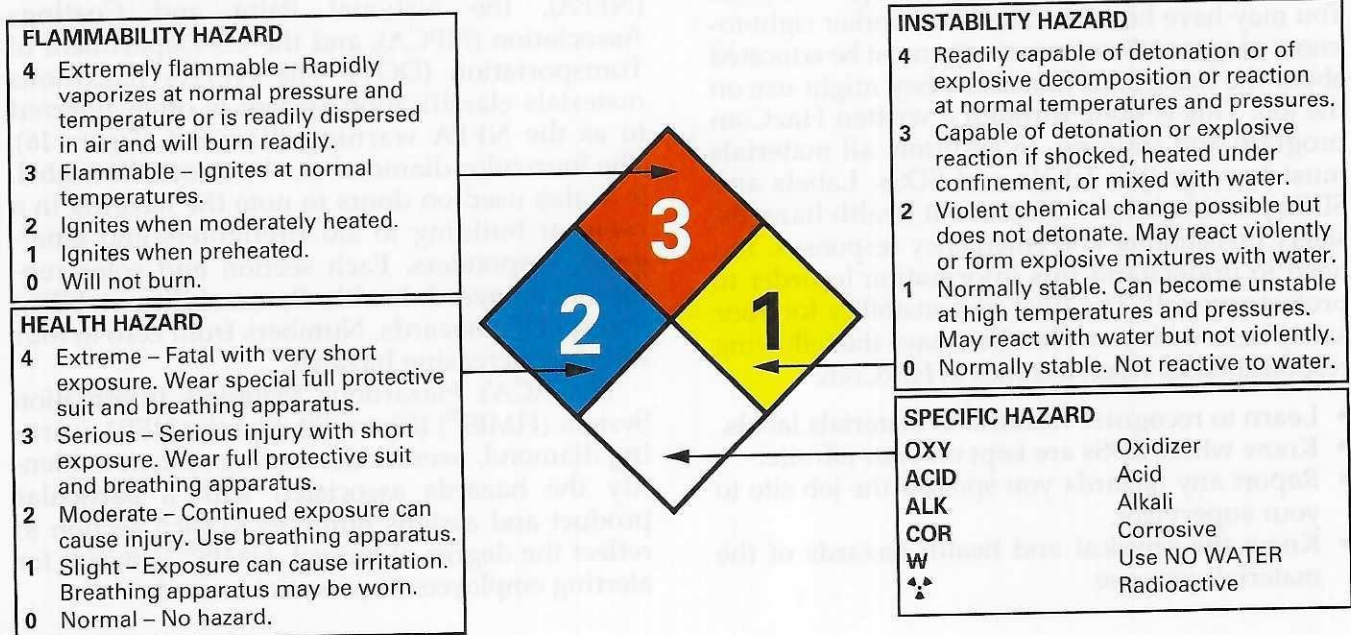 FLAMMABILITY HAZARD
4 Extremely flammable – Rapidly
vaporizes at normal pressure and
temperature or is readily dispersed
in air and will burn readily.
3 Flammable – Ignites at normal
temperatures.
2 Ignites when moderately heated.
1 Ignites when preheated.
0 Will not burn.
HEALTH HAZARD
4 Extreme – Fatal with very short
exposure. Wear special full protective
suit and breathing apparatus.
3 Serious – Serious injury with short
exposure. Wear full protective suit
and breathing apparatus.
2 Moderate – Continued exposure can
cause injury. Use breathing apparatus.
1 Slight – Exposure can cause irritation.
Breathing apparatus may be worn.
0 Normal – No hazard.
3
2
1
INSTABILITY HAZARD
4 Readily capable of detonation or of
explosive decomposition or reaction
at normal temperatures and pressures.
3 Capable of detonation or explosive
reaction if shocked, heated under
confinement, or mixed with water.
2 Violent chemical change possible but
does not detonate. May react violently
or form explosive mixtures with water.
1 Normally stable. Can become unstable
at high temperatures and pressures.
May react with water but not violently.
0 Normally stable. Not reactive to water.
SPECIFIC HAZARD
OXY Oxidizer
ACID Acid
ALK Alkali
COR Corrosive
W Use NO WATER
Radioactive